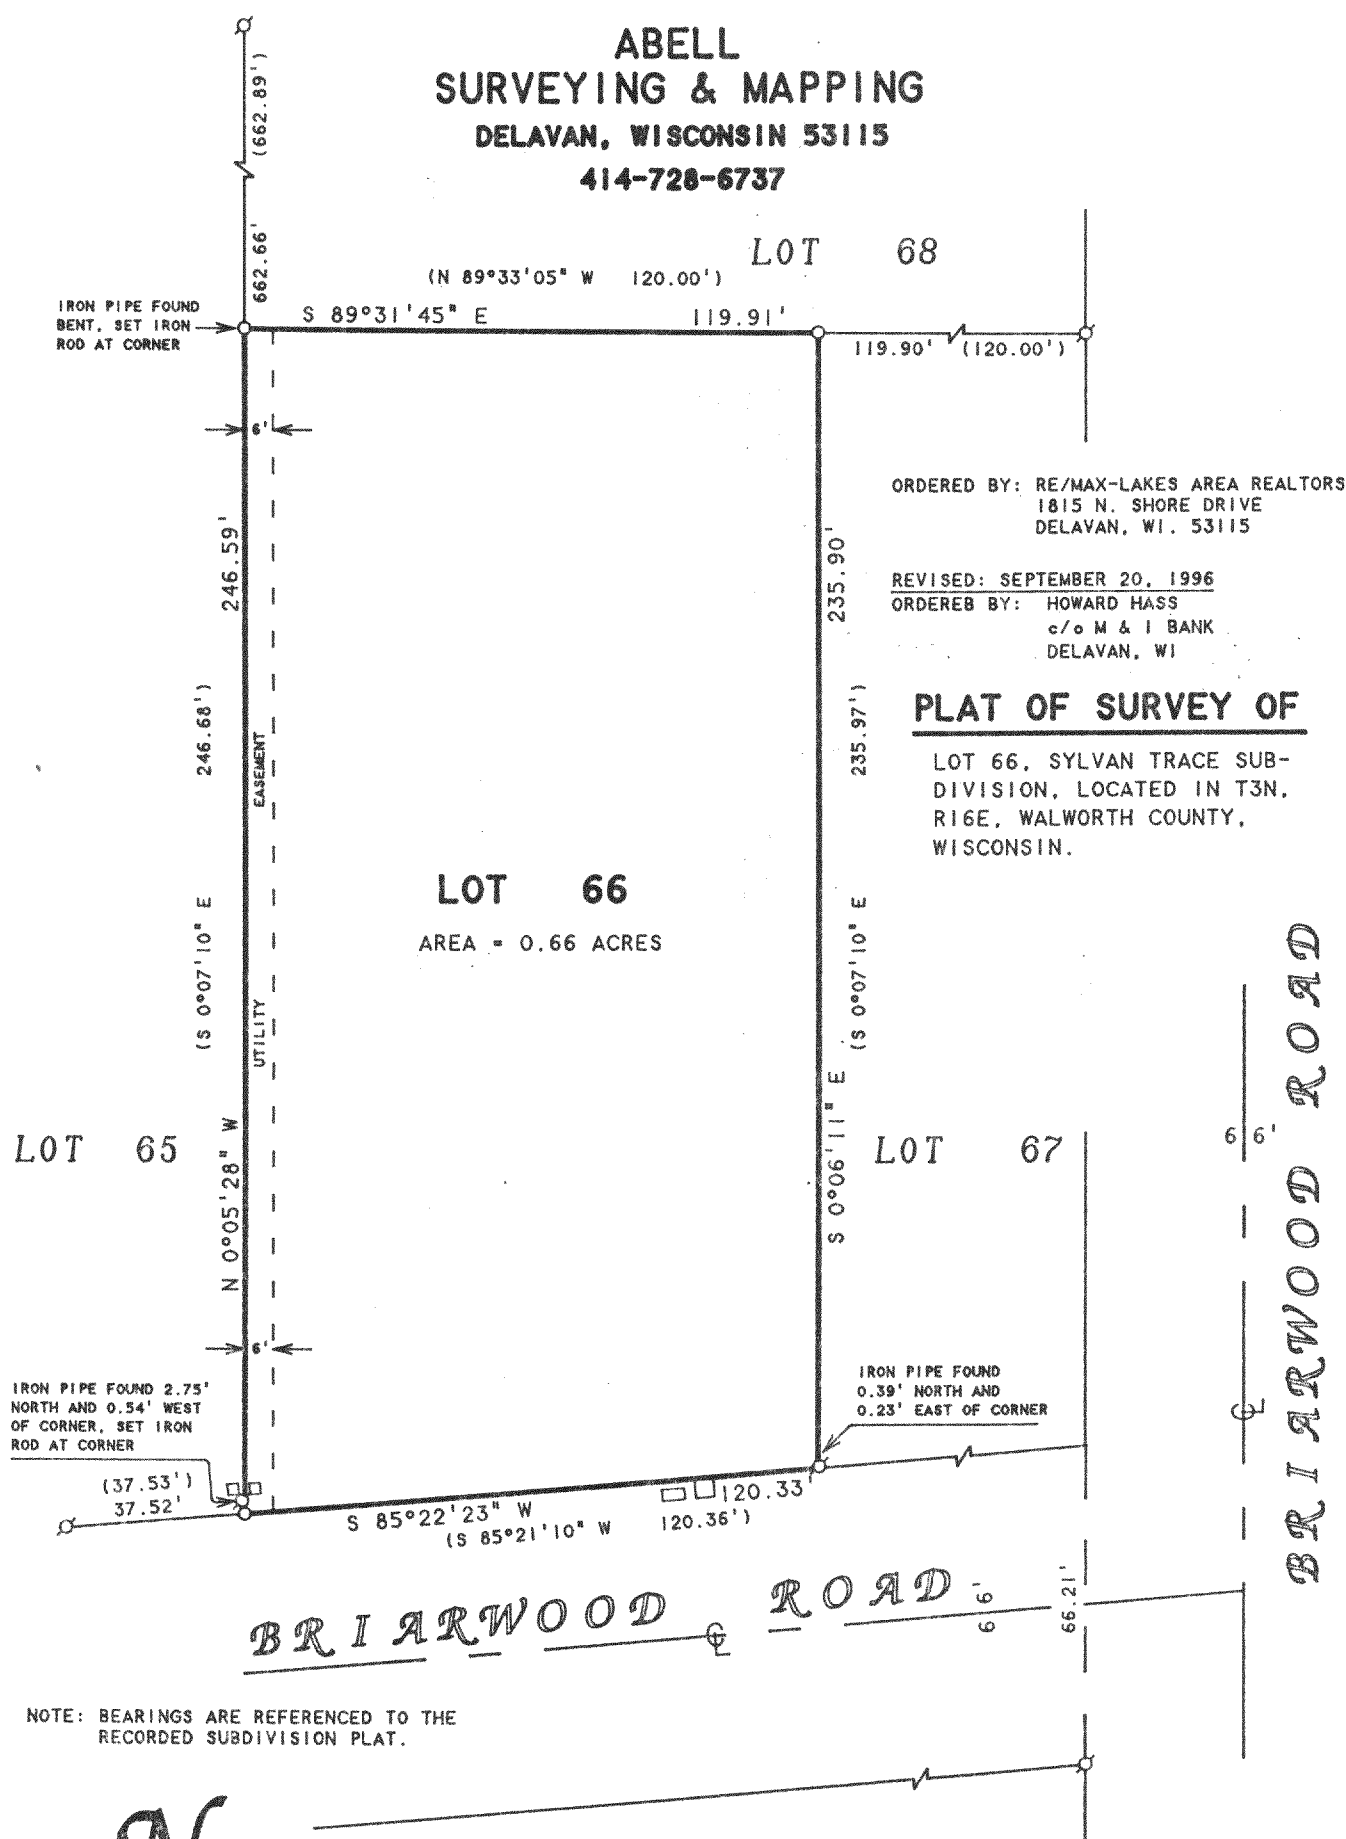 ABELL
SURVEYING & MAPPING
DELAVAN, WISCONSIN 53115
414-728-6737
(662.89')
662.66'
LOT 68
(N 89°33'05" W 120.00')
S 89°31'45" E 119.91'
IRON PIPE FOUND
BENT, SET IRON
ROD AT CORNER
119.90' (120.00')
6'
ORDERED BY: RE/MAX-LAKES AREA REALTORS
1815 N. SHORE DRIVE
DELAVAN, WI. 53115
REVISED: SEPTEMBER 20, 1996
ORDEREB BY: HOWARD HASS
c/o M & I BANK
DELAVAN, WI
PLAT OF SURVEY OF
LOT 66, SYLVAN TRACE SUB-
DIVISION, LOCATED IN T3N,
R16E, WALWORTH COUNTY,
WISCONSIN.
N 0°05'28" W 246.59'
(S 0°07'10" E 246.68')
UTILITY EASEMENT
S 0°06'11" E 235.90'
(S 0°07'10" E 235.97')
LOT 66
AREA = 0.66 ACRES
LOT 65
LOT 67
66'
BRIARWOOD ROAD
6'
IRON PIPE FOUND 2.75'
NORTH AND 0.54' WEST
OF CORNER, SET IRON
ROD AT CORNER
IRON PIPE FOUND
0.39' NORTH AND
0.23' EAST OF CORNER
(37.53')
37.52'
S 85°22'23" W 120.33'
(S 85°21'10" W 120.36')
BRIARWOOD ROAD
66'
66.21'
NOTE: BEARINGS ARE REFERENCED TO THE
RECORDED SUBDIVISION PLAT.
N